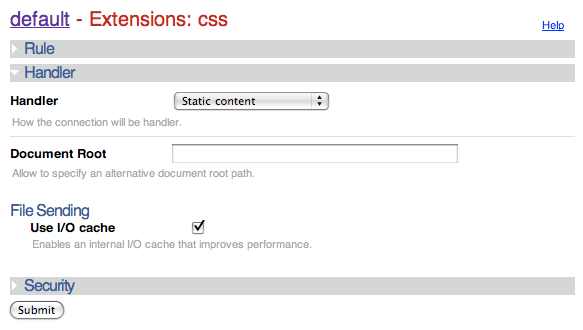 default - Extensions: css
Help
Rule
Handler
Handler
Static content
How the connection will be handler.
Document Root
Allow to specify an alternative document root path.
File Sending
Use I/O cache
Enables an internal I/O cache that improves performance.
Security
Submit